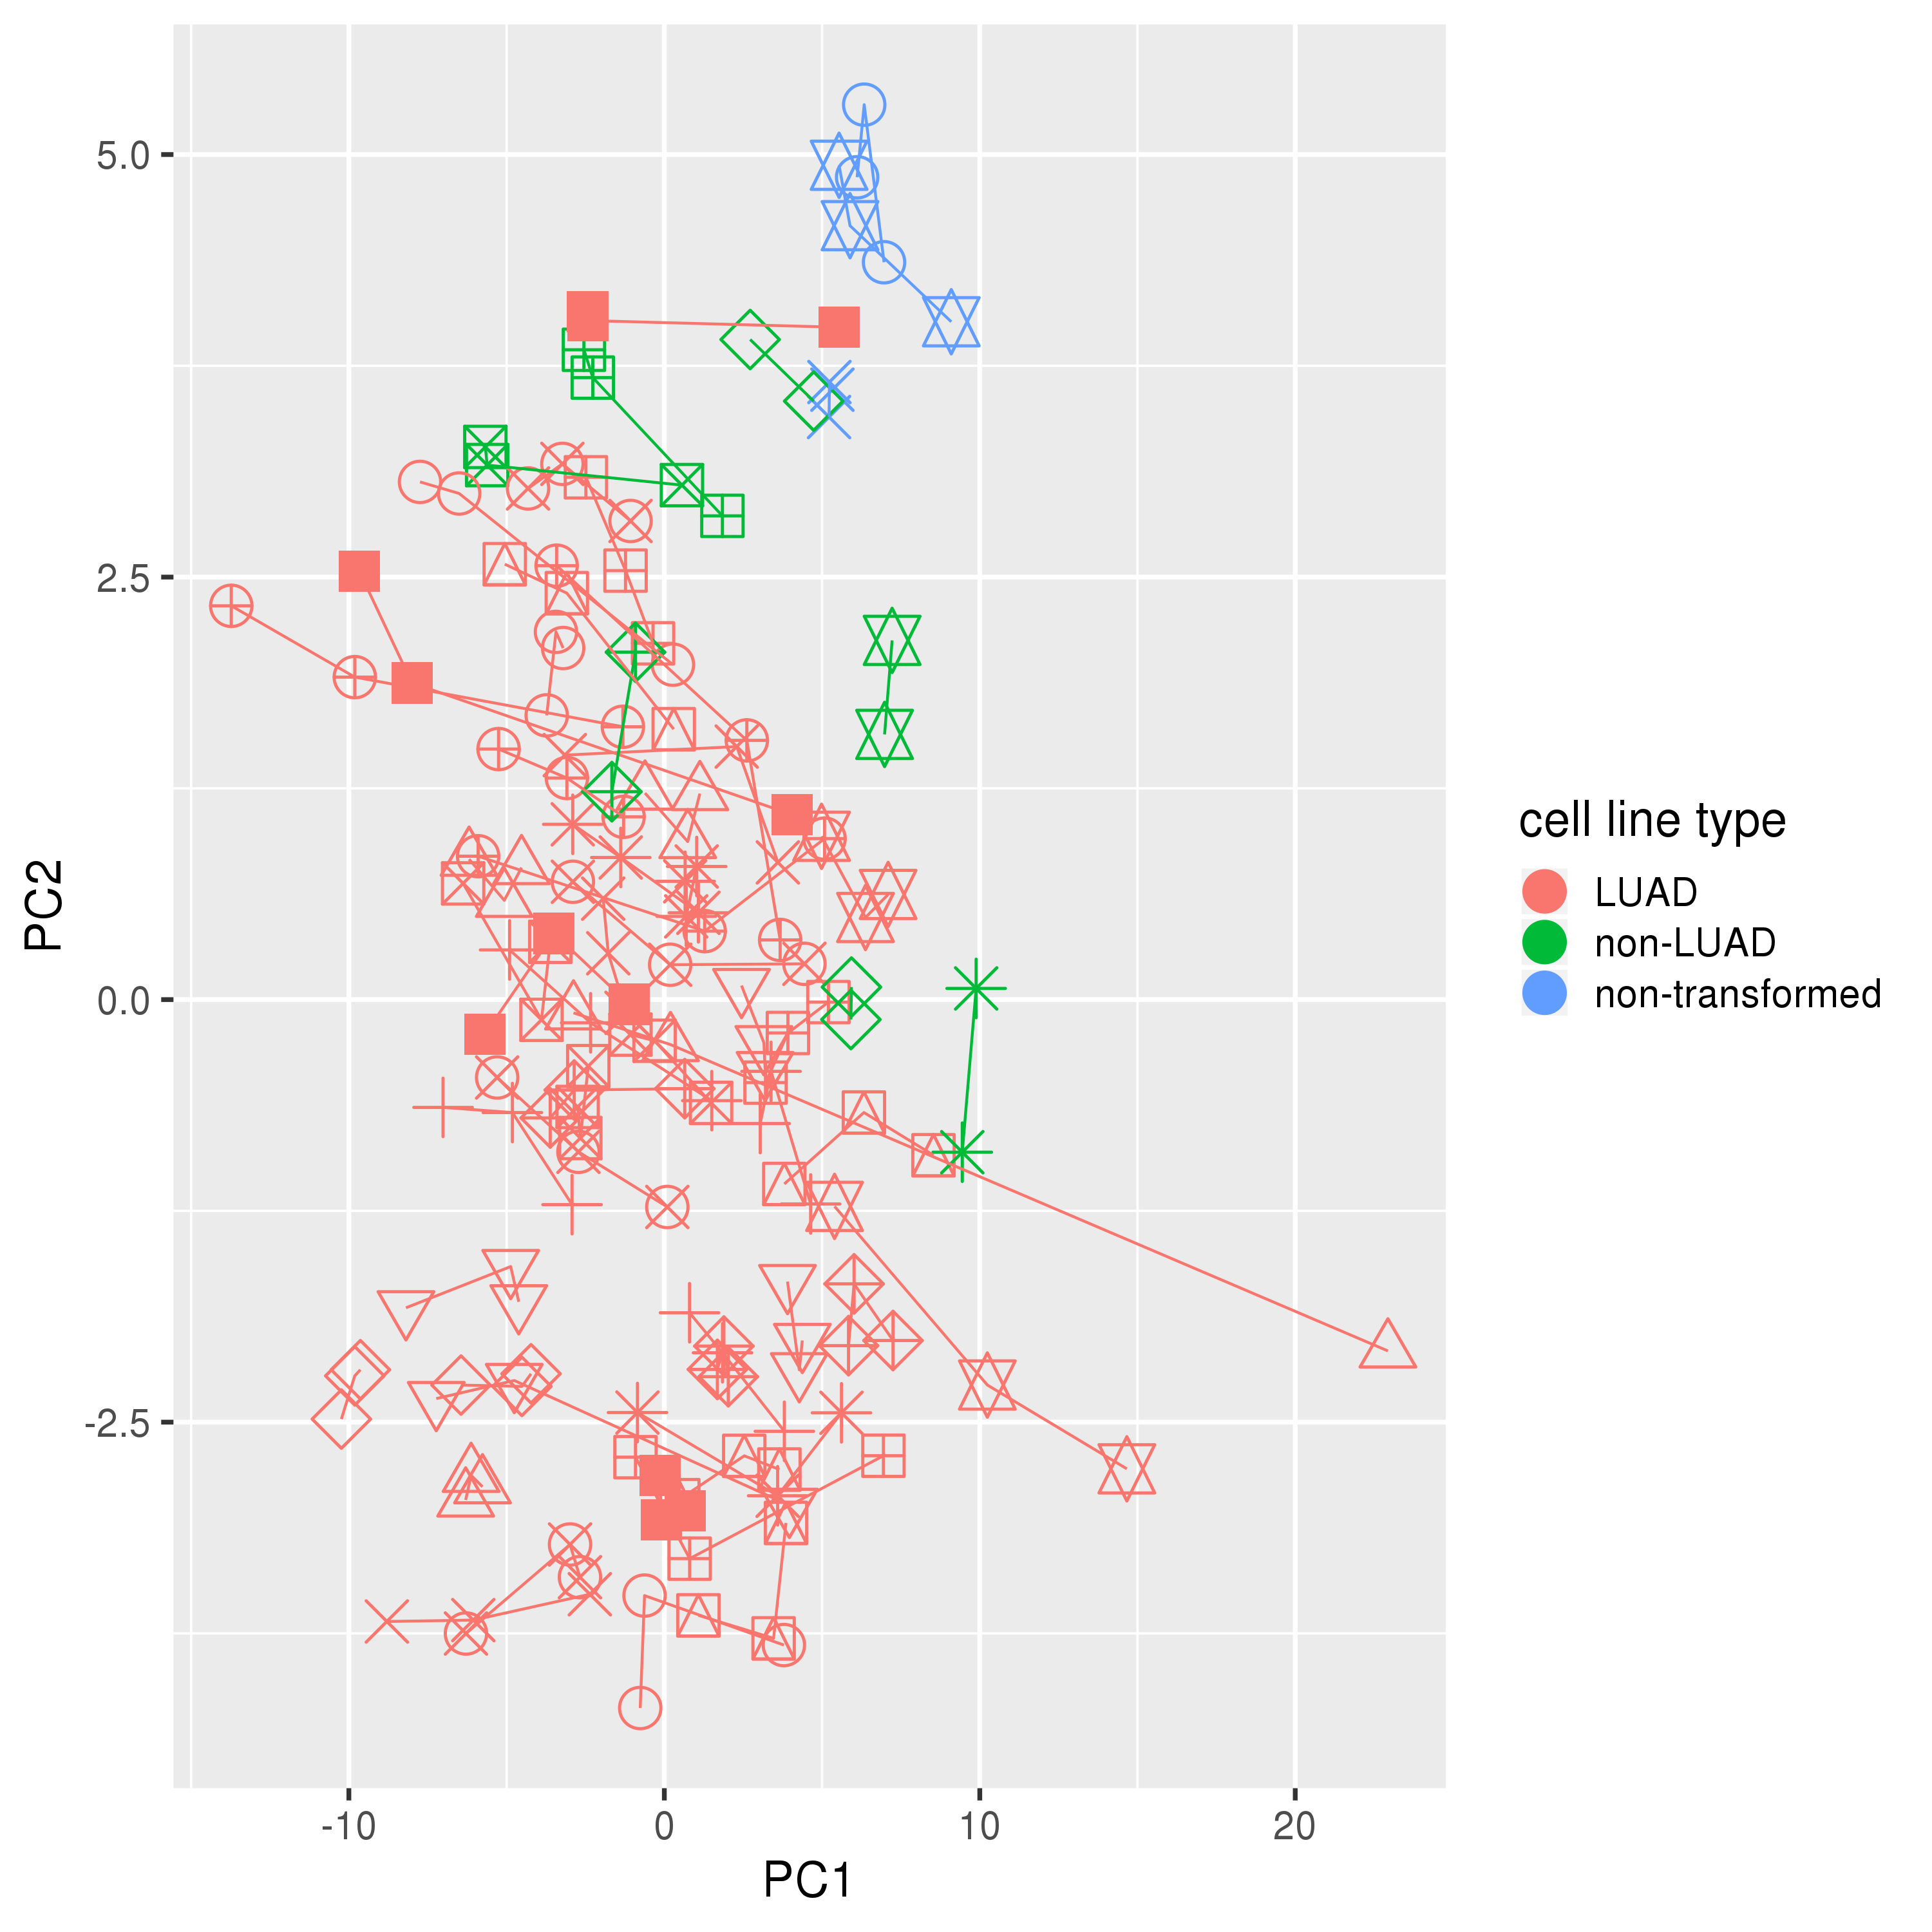 5.0
2.5
0.0
-2.5
-10
0
10
20
PC1
PC2
cell line type
LUAD
non-LUAD
non-transformed